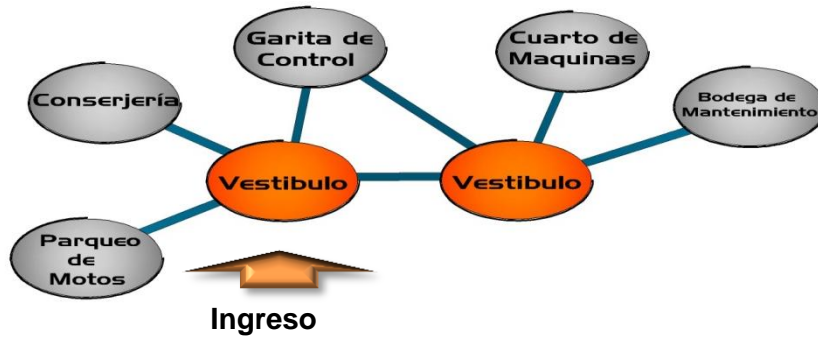 Garita de
Control
Cuarto de
Maquinas
Conserjería
Bodega de
Mantenimiento
Vestibulo
Vestibulo
Parqueo
de
Motos
Ingreso